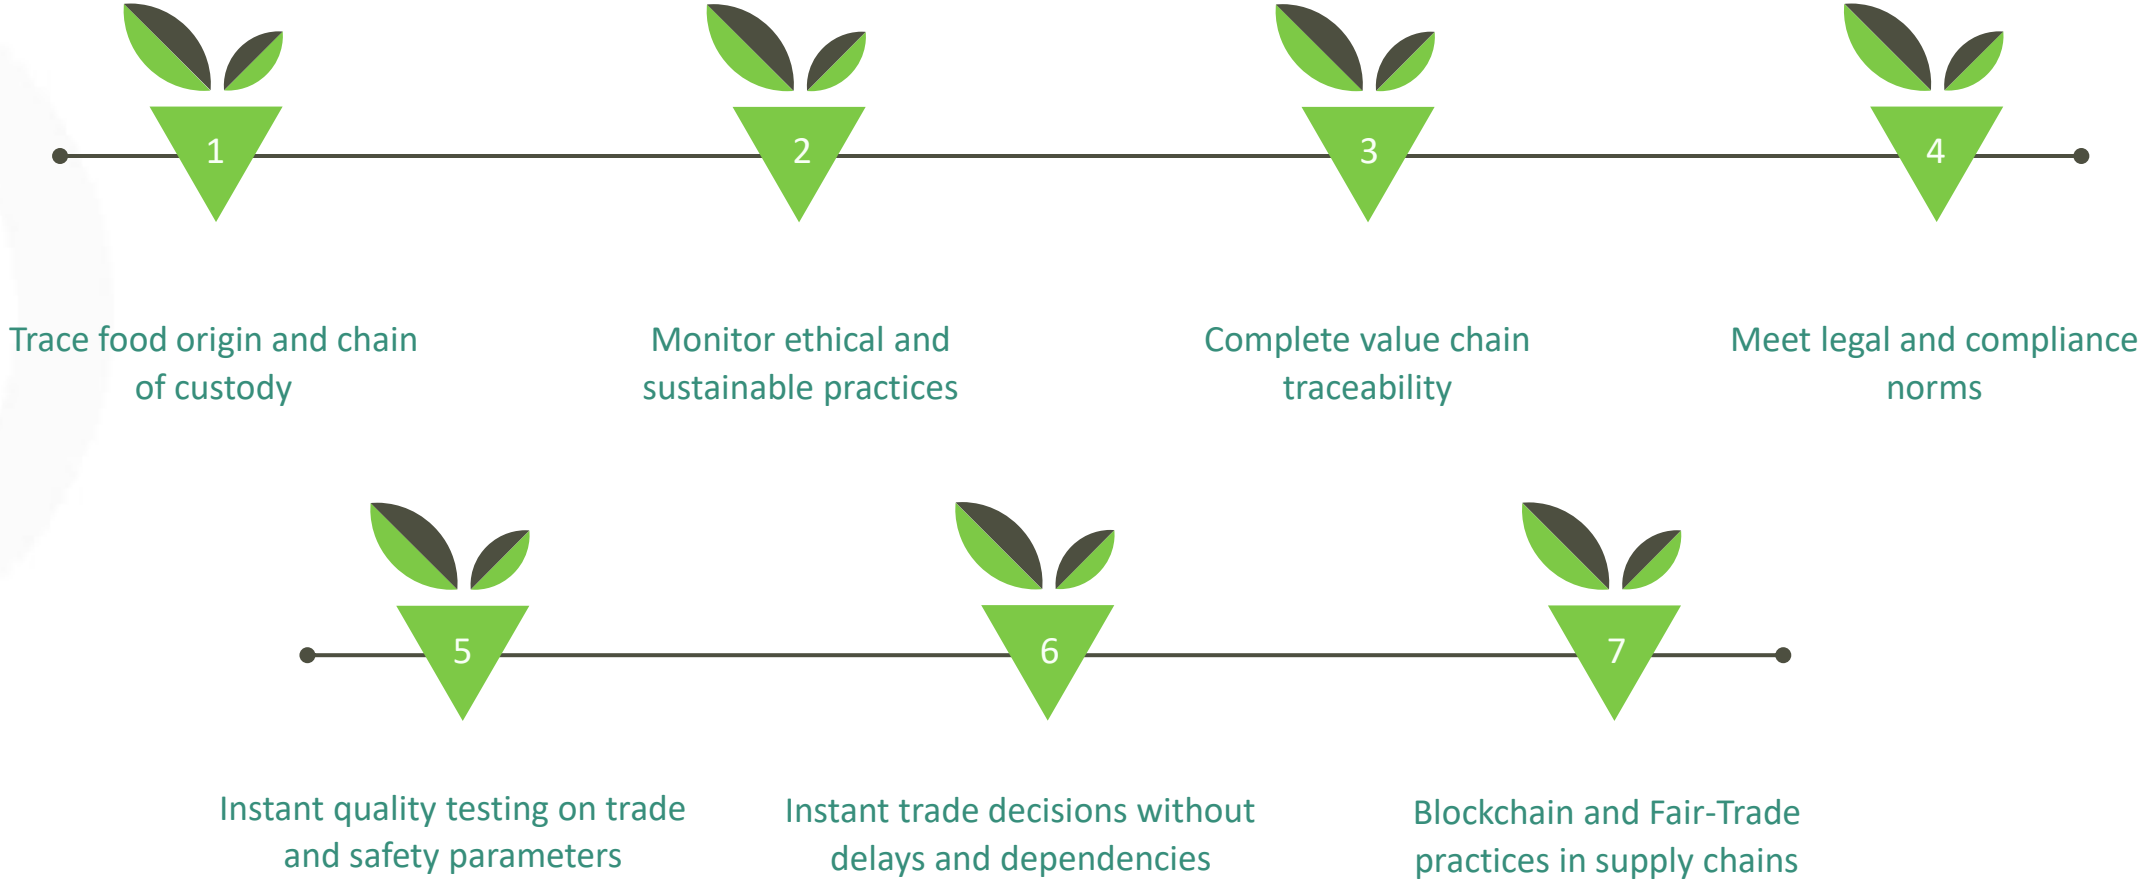 1
2
3
4
Trace food origin and chain
of custody
Monitor ethical and
sustainable practices
Complete value chain
traceability
Meet legal and compliance
norms
5
6
7
Instant quality testing on trade
and safety parameters
Instant trade decisions without
delays and dependencies
Blockchain and Fair-Trade
practices in supply chains